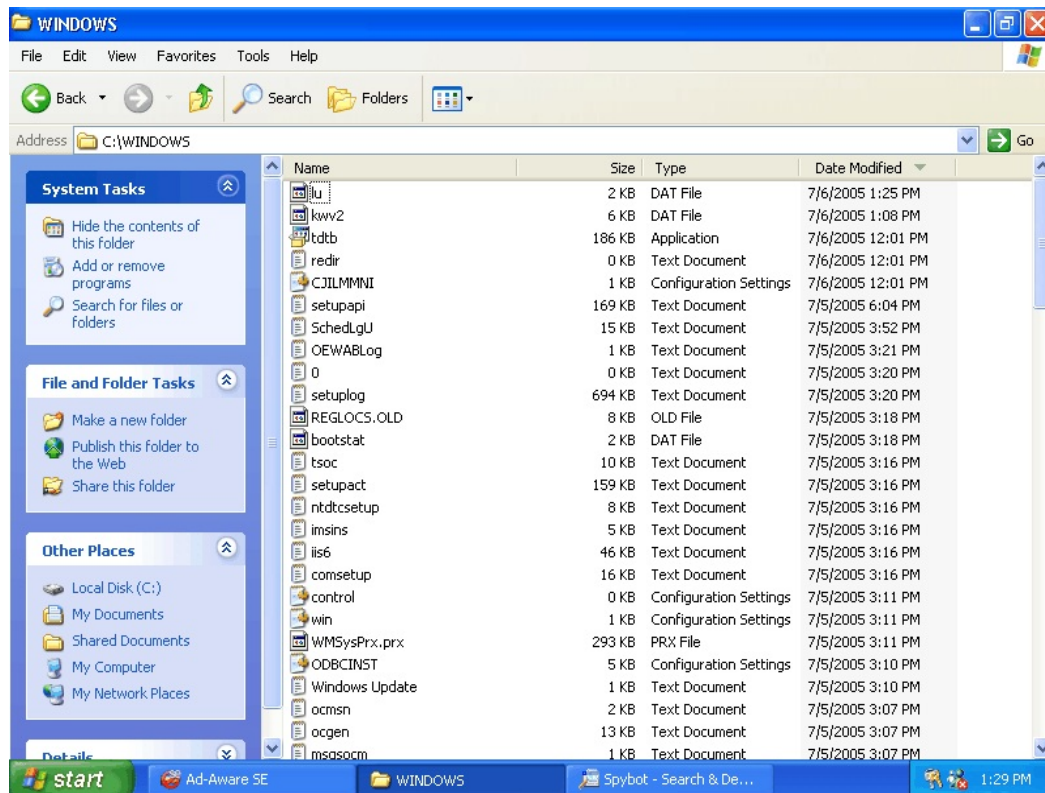 WINDOWS
File Edit View Favorites Tools Help
Back Search Folders
Address C:\WINDOWS Go
System Tasks
Hide the contents of
this folder
Add or remove
programs
Search for files or
folders
File and Folder Tasks
Make a new folder
Publish this folder to
the Web
Share this folder
Other Places
Local Disk (C:)
My Documents
Shared Documents
My Computer
My Network Places
Details
Name Size Type Date Modified
lu 2 KB DAT File 7/6/2005 1:25 PM
kwv2 6 KB DAT File 7/6/2005 1:08 PM
tdtb 186 KB Application 7/6/2005 12:01 PM
redir 0 KB Text Document 7/6/2005 12:01 PM
CJILMMNI 1 KB Configuration Settings 7/6/2005 12:01 PM
setupapi 169 KB Text Document 7/5/2005 6:04 PM
SchedLgU 15 KB Text Document 7/5/2005 3:52 PM
OEWABLog 1 KB Text Document 7/5/2005 3:21 PM
0 0 KB Text Document 7/5/2005 3:20 PM
setuplog 694 KB Text Document 7/5/2005 3:20 PM
REGLOCS.OLD 8 KB OLD File 7/5/2005 3:18 PM
bootstat 2 KB DAT File 7/5/2005 3:18 PM
tsoc 10 KB Text Document 7/5/2005 3:16 PM
setupact 159 KB Text Document 7/5/2005 3:16 PM
ntdtcsetup 8 KB Text Document 7/5/2005 3:16 PM
imsins 5 KB Text Document 7/5/2005 3:16 PM
iis6 46 KB Text Document 7/5/2005 3:16 PM
comsetup 16 KB Text Document 7/5/2005 3:16 PM
control 0 KB Configuration Settings 7/5/2005 3:11 PM
win 1 KB Configuration Settings 7/5/2005 3:11 PM
WMSysPrx.prx 293 KB PRX File 7/5/2005 3:11 PM
ODBCINST 5 KB Configuration Settings 7/5/2005 3:10 PM
Windows Update 1 KB Text Document 7/5/2005 3:10 PM
ocmsn 2 KB Text Document 7/5/2005 3:07 PM
ocgen 13 KB Text Document 7/5/2005 3:07 PM
msgsocm 1 KB Text Document 7/5/2005 3:07 PM
start Ad-Aware SE WINDOWS Spybot - Search & De... 1:29 PM